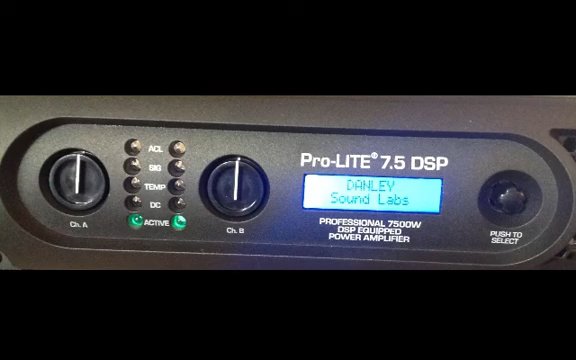 ACL
SIG
TEMP
DC
ACTIVE
Ch. A
Ch. B
Pro-LITE® 7.5 DSP
DANLEY
Sound Labs
PROFESSIONAL 7500W
DSP EQUIPPED
POWER AMPLIFIER
PUSH TO
SELECT